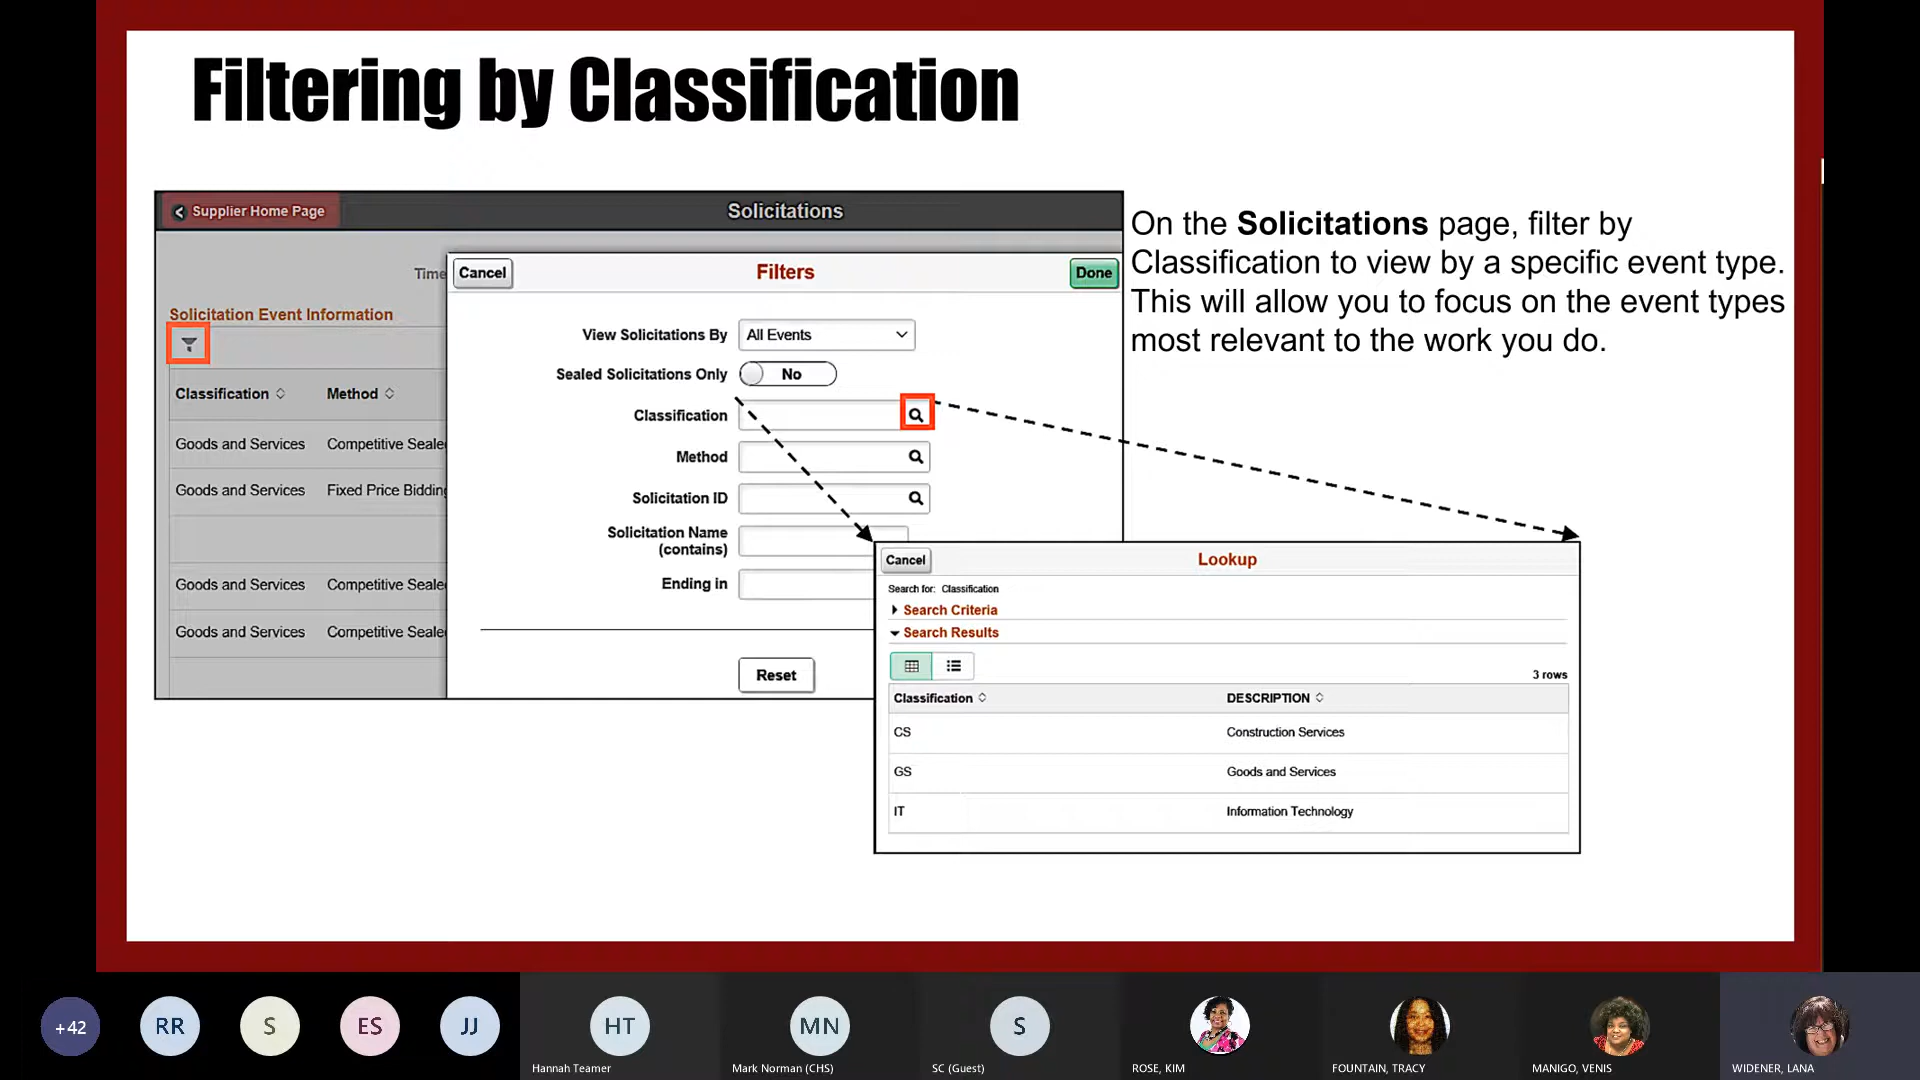 Filtering by Classification
Supplier Home Page
Solicitations
On the Solicitations page, filter by
Classification to view by a specific event type.
This will allow you to focus on the event types
most relevant to the work you do.
Time
Cancel
Filters
Done
Solicitation Event Information
View Solicitations By
All Events
Sealed Solicitations Only
No
Classification
Method
Classification
Goods and Services
Competitive Seale
Method
Goods and Services
Fixed Price Bidding
Solicitation ID
Solicitation Name
(contains)
Goods and Services
Competitive Seale
Ending in
Goods and Services
Competitive Seale
Reset
Cancel
Lookup
Search for: Classification
Search Criteria
Search Results
3 rows
Classification
DESCRIPTION
CS
Construction Services
GS
Goods and Services
IT
Information Technology
+42
RR
S
ES
JJ
HT
MN
S
Hannah Teamer
Mark Norman (CHS)
SC (Guest)
ROSE, KIM
FOUNTAIN, TRACY
MANIGO, VENIS
WIDENER, LANA